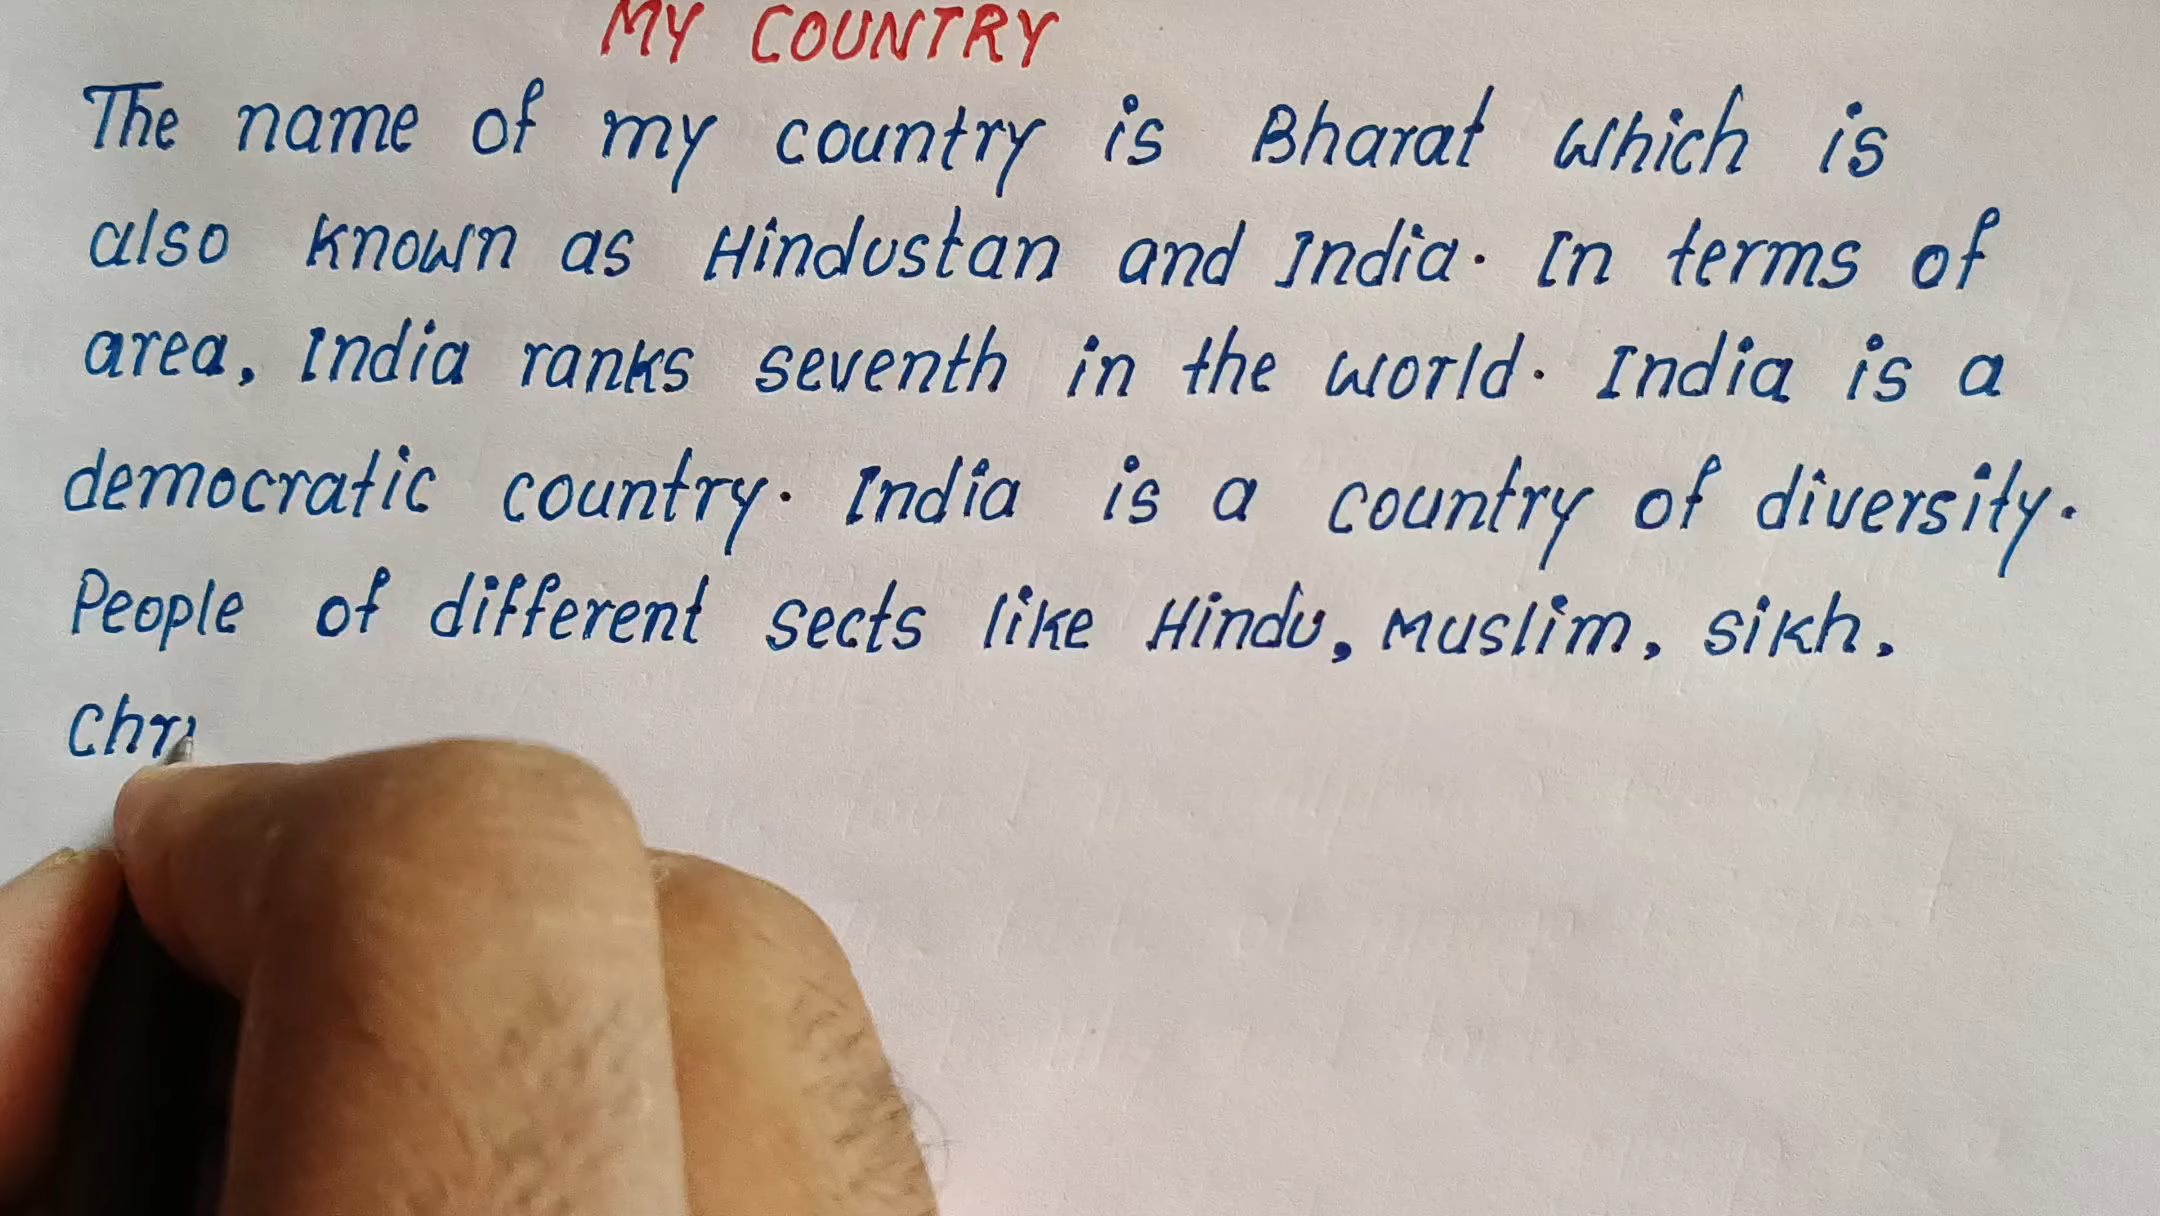 MY COUNTRY
The name of my country is Bharat which is
also known as Hindustan and India. In terms of
area, India ranks seventh in the world. India is a
democratic country. India is a country of diversity.
People of different sects like Hindu, Muslim, Sikh,
Chri